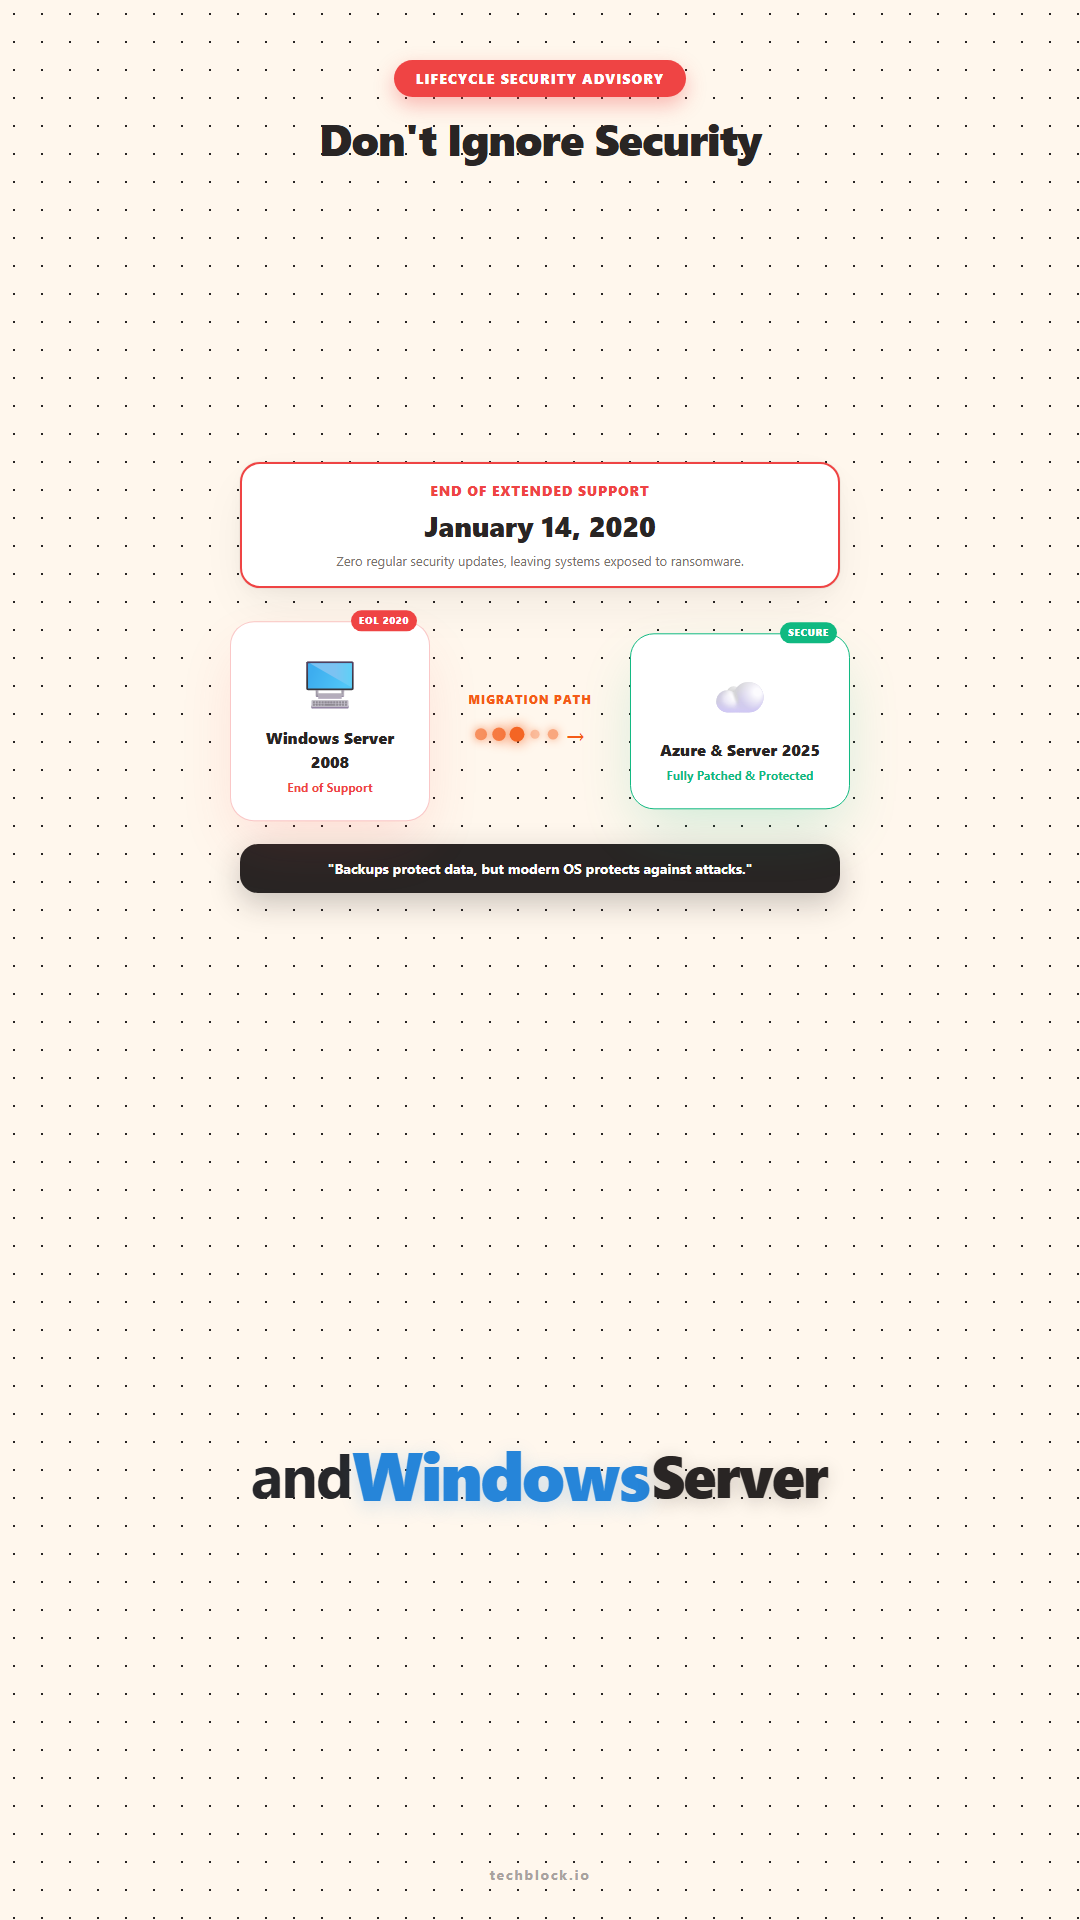 LIFECYCLE SECURITY ADVISORY
Don't Ignore Security
END OF EXTENDED SUPPORT
January 14, 2020
Zero regular security updates, leaving systems exposed to ransomware.
EOL 2020
Windows Server
2008
End of Support
MIGRATION PATH
→
SECURE
Azure & Server 2025
Fully Patched & Protected
"Backups protect data, but modern OS protects against attacks."
andWindowsServer
techblock.io